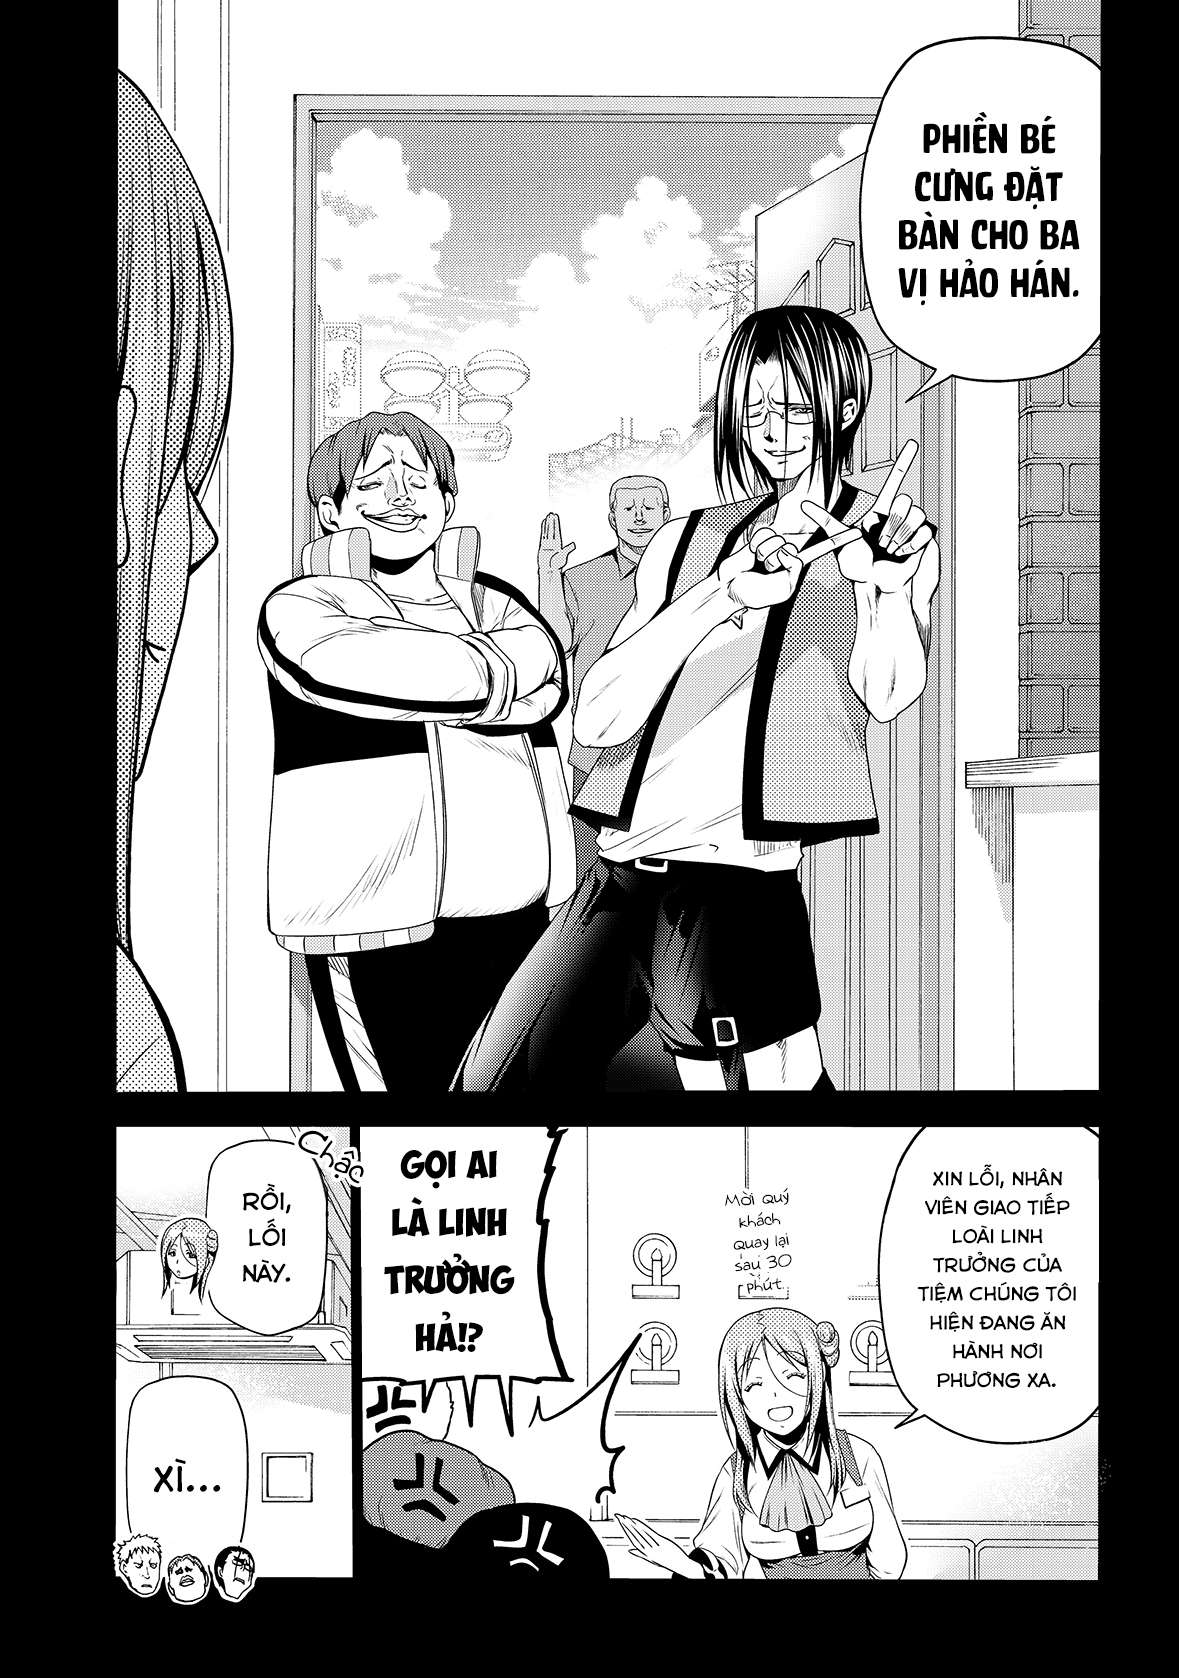 PHIỀN BÉ
CƯNG ĐẶT
BÀN CHO BA
VỊ HẢO HÁN.
XIN LỖI, NHÂN
VIÊN GIAO TIẾP
LOÀI LINH
TRƯỞNG CỦA
TIỆM CHÚNG TÔI
HIỆN ĐANG ĂN
HÀNH NƠI
PHƯƠNG XA.
Mời quý
khách
quay lại
sau 30
phút.
GỌI AI
LÀ LINH
TRƯỞNG
HẢ!?
Chậc
RỒI,
LỐI
NÀY.
XÌ...